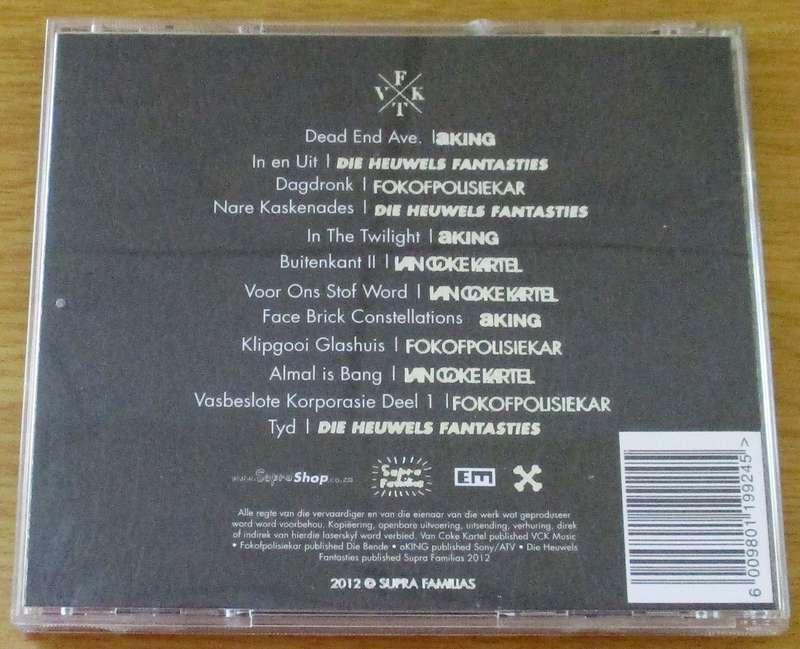 F
V K
T
Dead End Ave. | aKING
In en Uit | DIE HEUWELS FANTASTIES
Dagdronk | FOKOFPOLISIEKAR
Nare Kaskenades | DIE HEUWELS FANTASTIES
In The Twilight | aKING
Buitenkant II | VAN COKE KARTEL
Voor Ons Stof Word | VAN COKE KARTEL
Face Brick Constellations aKING
Klipgooi Glashuis | FOKOFPOLISIEKAR
Almal is Bang | VAN COKE KARTEL
Vasbeslote Korporasie Deel 1 | FOKOFPOLISIEKAR
Tyd | DIE HEUWELS FANTASTIES
www.SupraShop.co.za Supra Familias Em
Alle regte van die vervaardiger en van die eienaar van die werk wat geproduseer
word word voorbehou. Kopiëering, openbare uitvoering, uitsending, verhuring, direk
of indirek van hierdie laserskyf word verbied. Van Coke Kartel published VCK Music
• Fokofpolisiekar published Die Bende • aKING published Sony/ATV • Die Heuwels
Fantasties published Supra Familias 2012
2012 © SUPRA FAMILIAS
6 009801 199245 >